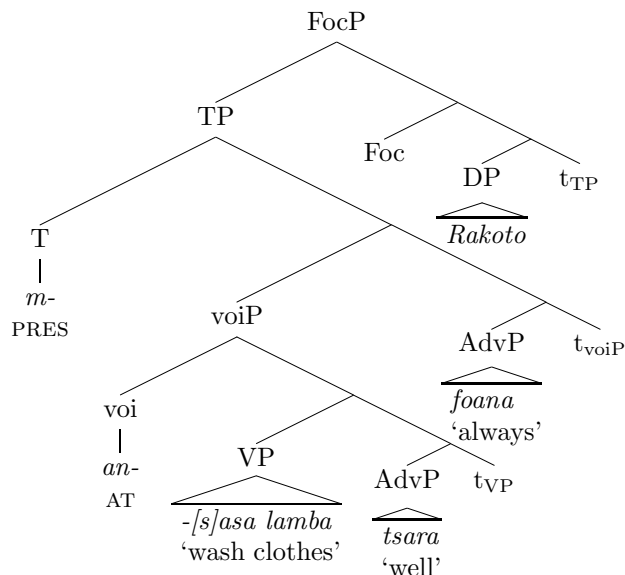 FocP
TP
Foc
DP
t_TP
Rakoto
T
m-
PRES
voiP
AdvP
t_voiP
foana
‘always’
voi
an-
AT
VP
AdvP
t_VP
-[s]asa lamba
‘wash clothes’
tsara
‘well’